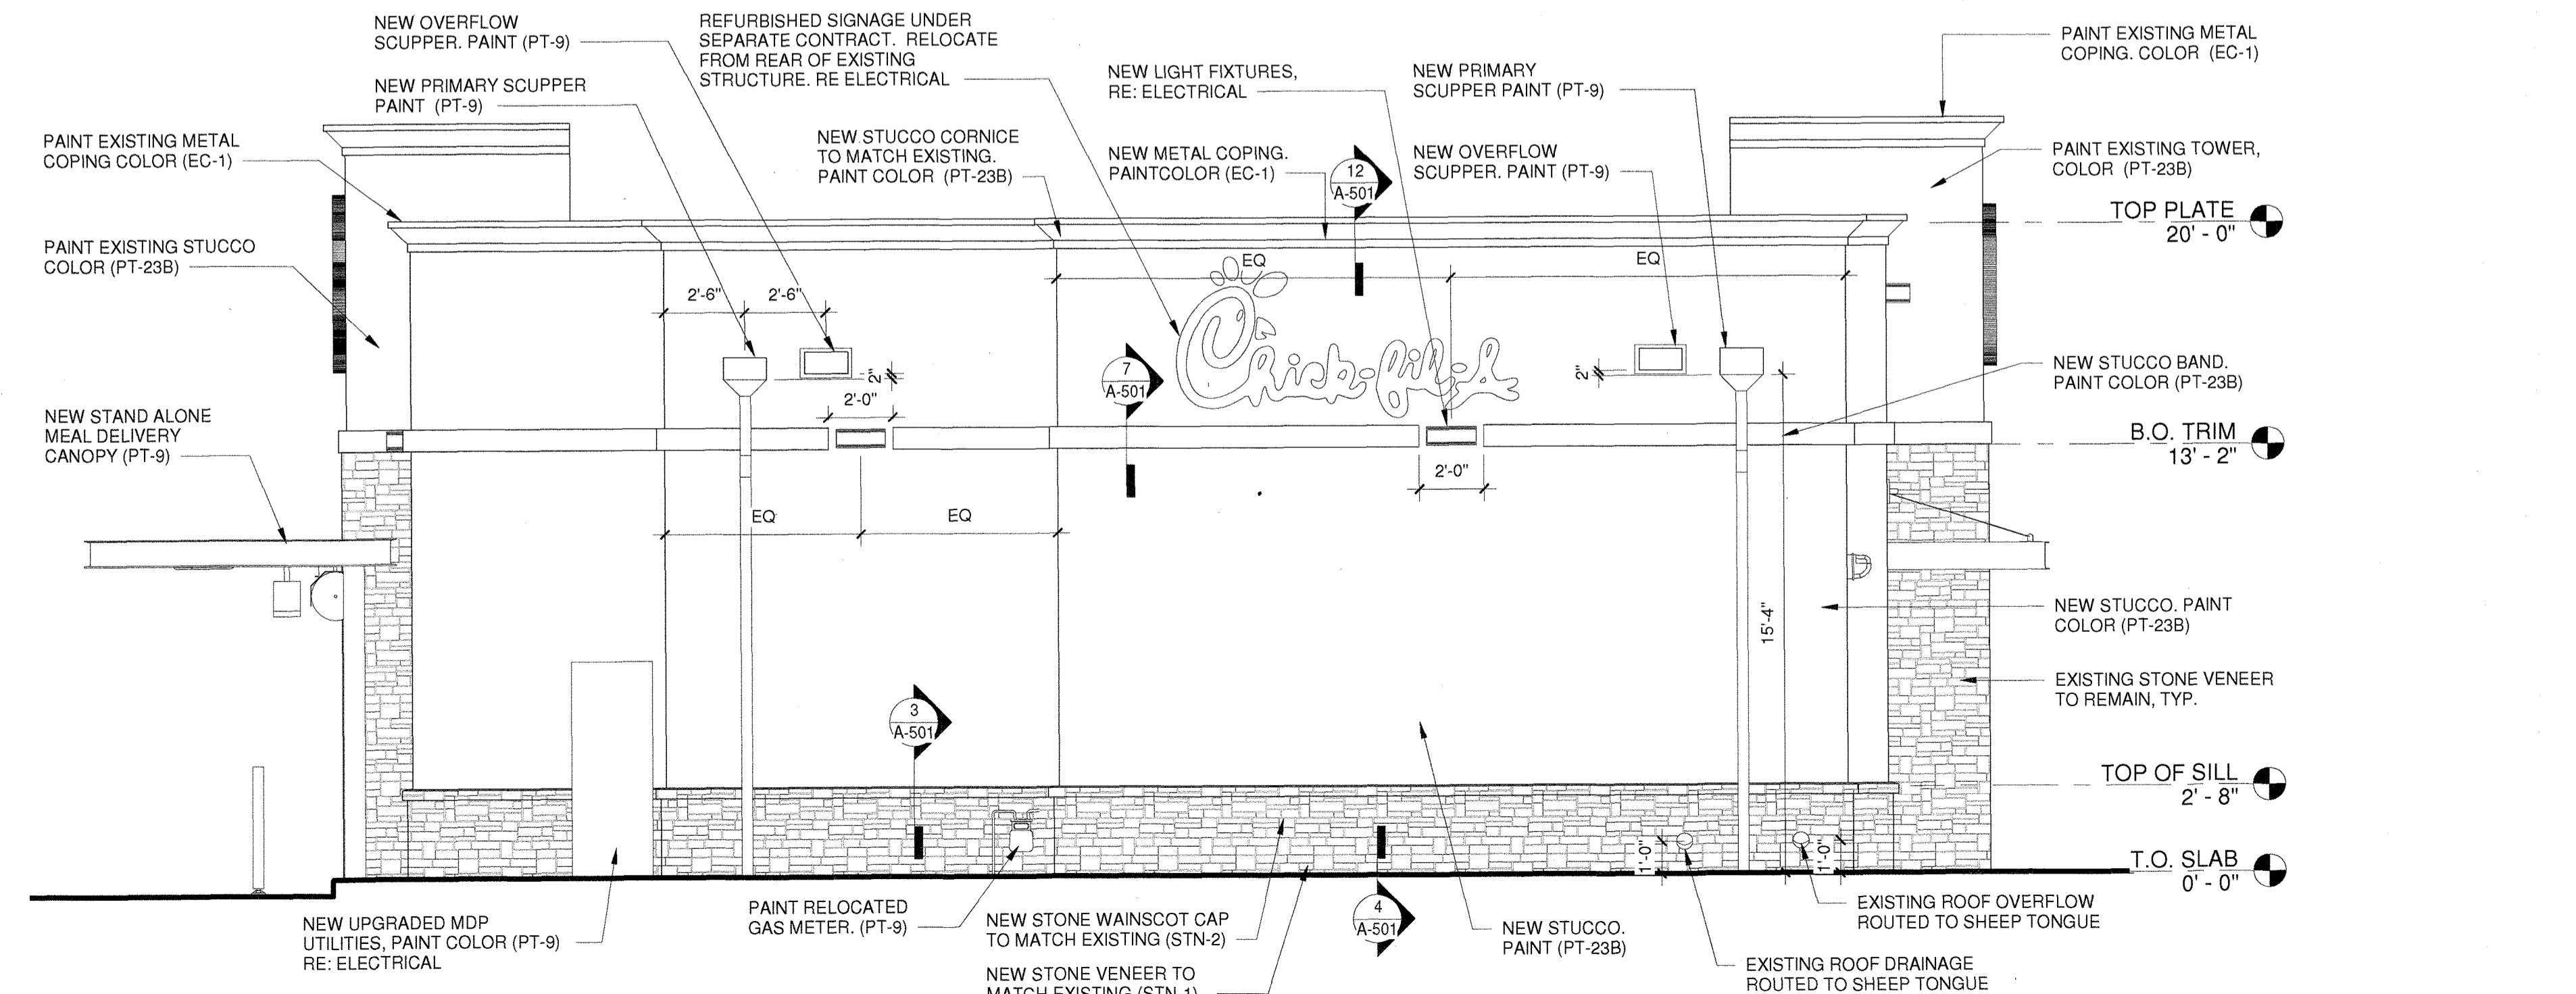 NEW OVERFLOW
SCUPPER. PAINT (PT-9)
NEW PRIMARY SCUPPER
PAINT (PT-9)
REFURBISHED SIGNAGE UNDER
SEPARATE CONTRACT. RELOCATE
FROM REAR OF EXISTING
STRUCTURE. RE ELECTRICAL
NEW LIGHT FIXTURES,
RE: ELECTRICAL
NEW PRIMARY
SCUPPER PAINT (PT-9)
PAINT EXISTING METAL
COPING. COLOR (EC-1)
PAINT EXISTING METAL
COPING COLOR (EC-1)
NEW STUCCO CORNICE
TO MATCH EXISTING.
PAINT COLOR (PT-23B)
NEW METAL COPING.
PAINTCOLOR (EC-1)
12
A-501
NEW OVERFLOW
SCUPPER. PAINT (PT-9)
PAINT EXISTING TOWER,
COLOR (PT-23B)
TOP PLATE
20' - 0"
PAINT EXISTING STUCCO
COLOR (PT-23B)
EQ
EQ
2'-6"
2'-6"
Chick-fil-A
7
A-501
2"
2'-0"
2"
NEW STUCCO BAND.
PAINT COLOR (PT-23B)
NEW STAND ALONE
MEAL DELIVERY
CANOPY (PT-9)
B.O. TRIM
13' - 2"
2'-0"
EQ
EQ
15'-4"
NEW STUCCO. PAINT
COLOR (PT-23B)
EXISTING STONE VENEER
TO REMAIN, TYP.
3
A-501
TOP OF SILL
2' - 8"
1'-0"
1'-0"
T.O. SLAB
0' - 0"
NEW UPGRADED MDP
UTILITIES, PAINT COLOR (PT-9)
RE: ELECTRICAL
PAINT RELOCATED
GAS METER. (PT-9)
NEW STONE WAINSCOT CAP
TO MATCH EXISTING (STN-2)
NEW STONE VENEER TO
MATCH EXISTING (STN-1)
4
A-501
NEW STUCCO.
PAINT (PT-23B)
EXISTING ROOF OVERFLOW
ROUTED TO SHEEP TONGUE
EXISTING ROOF DRAINAGE
ROUTED TO SHEEP TONGUE